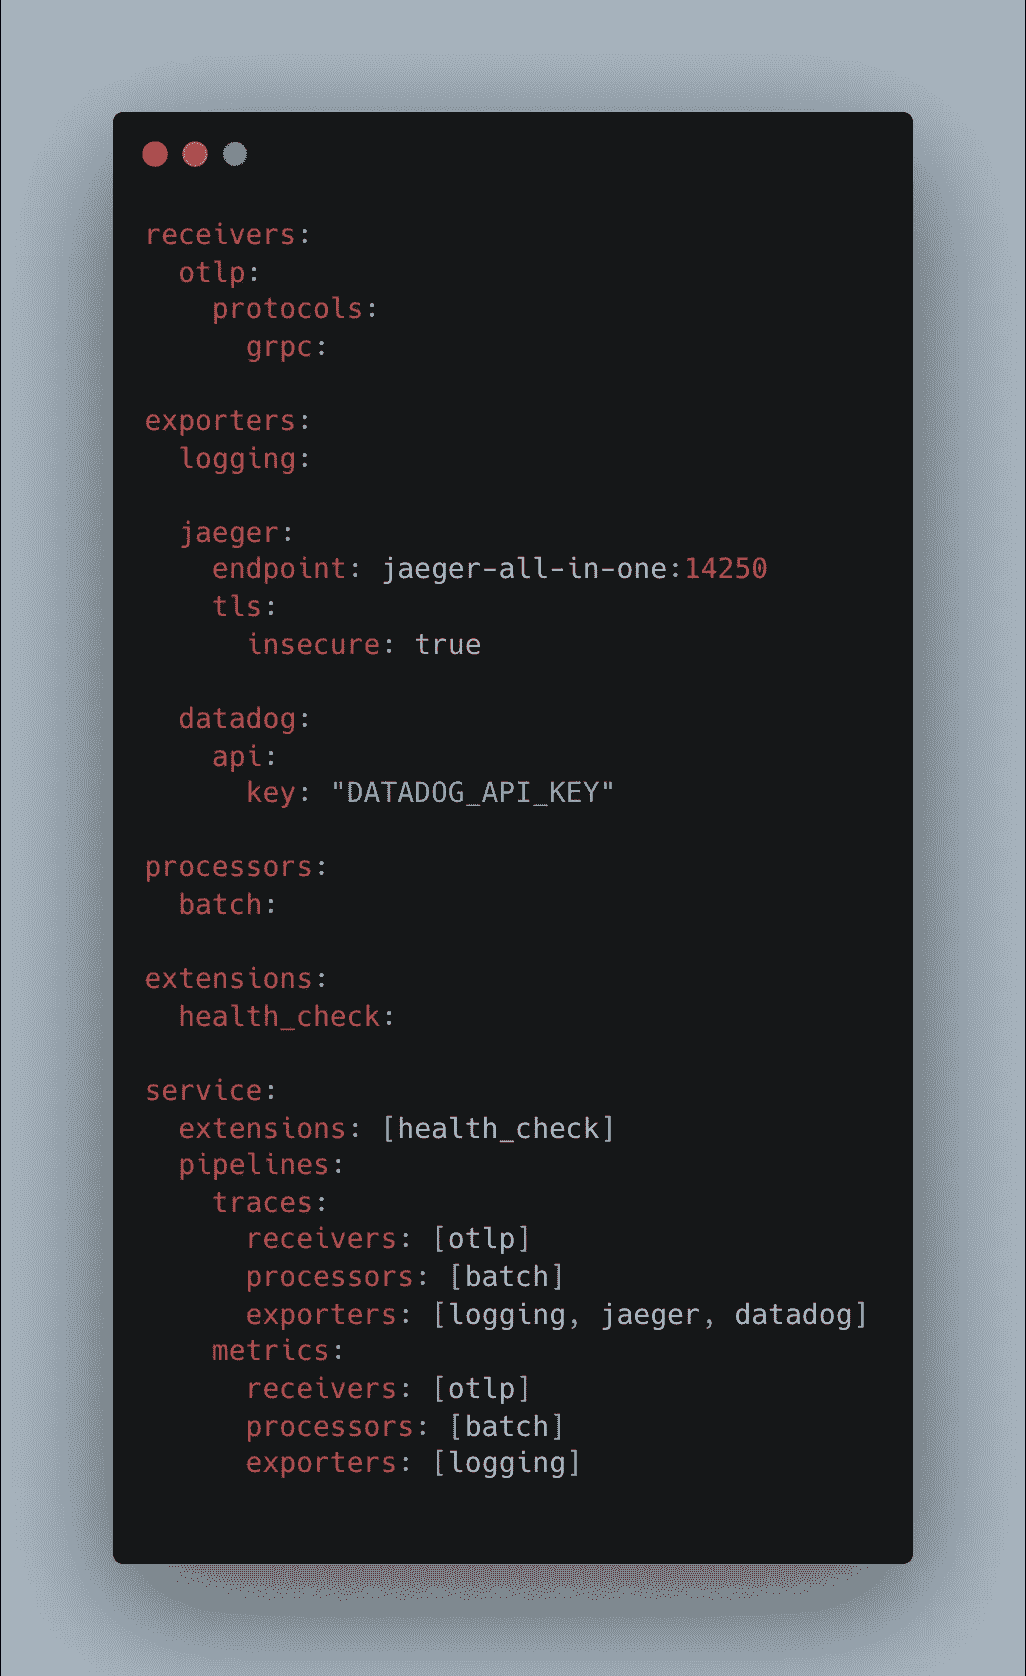 receivers:
  otlp:
    protocols:
      grpc:

exporters:
  logging:

  jaeger:
    endpoint: jaeger-all-in-one:14250
    tls:
      insecure: true

  datadog:
    api:
      key: "DATADOG_API_KEY"

processors:
  batch:

extensions:
  health_check:

service:
  extensions: [health_check]
  pipelines:
    traces:
      receivers: [otlp]
      processors: [batch]
      exporters: [logging, jaeger, datadog]
    metrics:
      receivers: [otlp]
      processors: [batch]
      exporters: [logging]